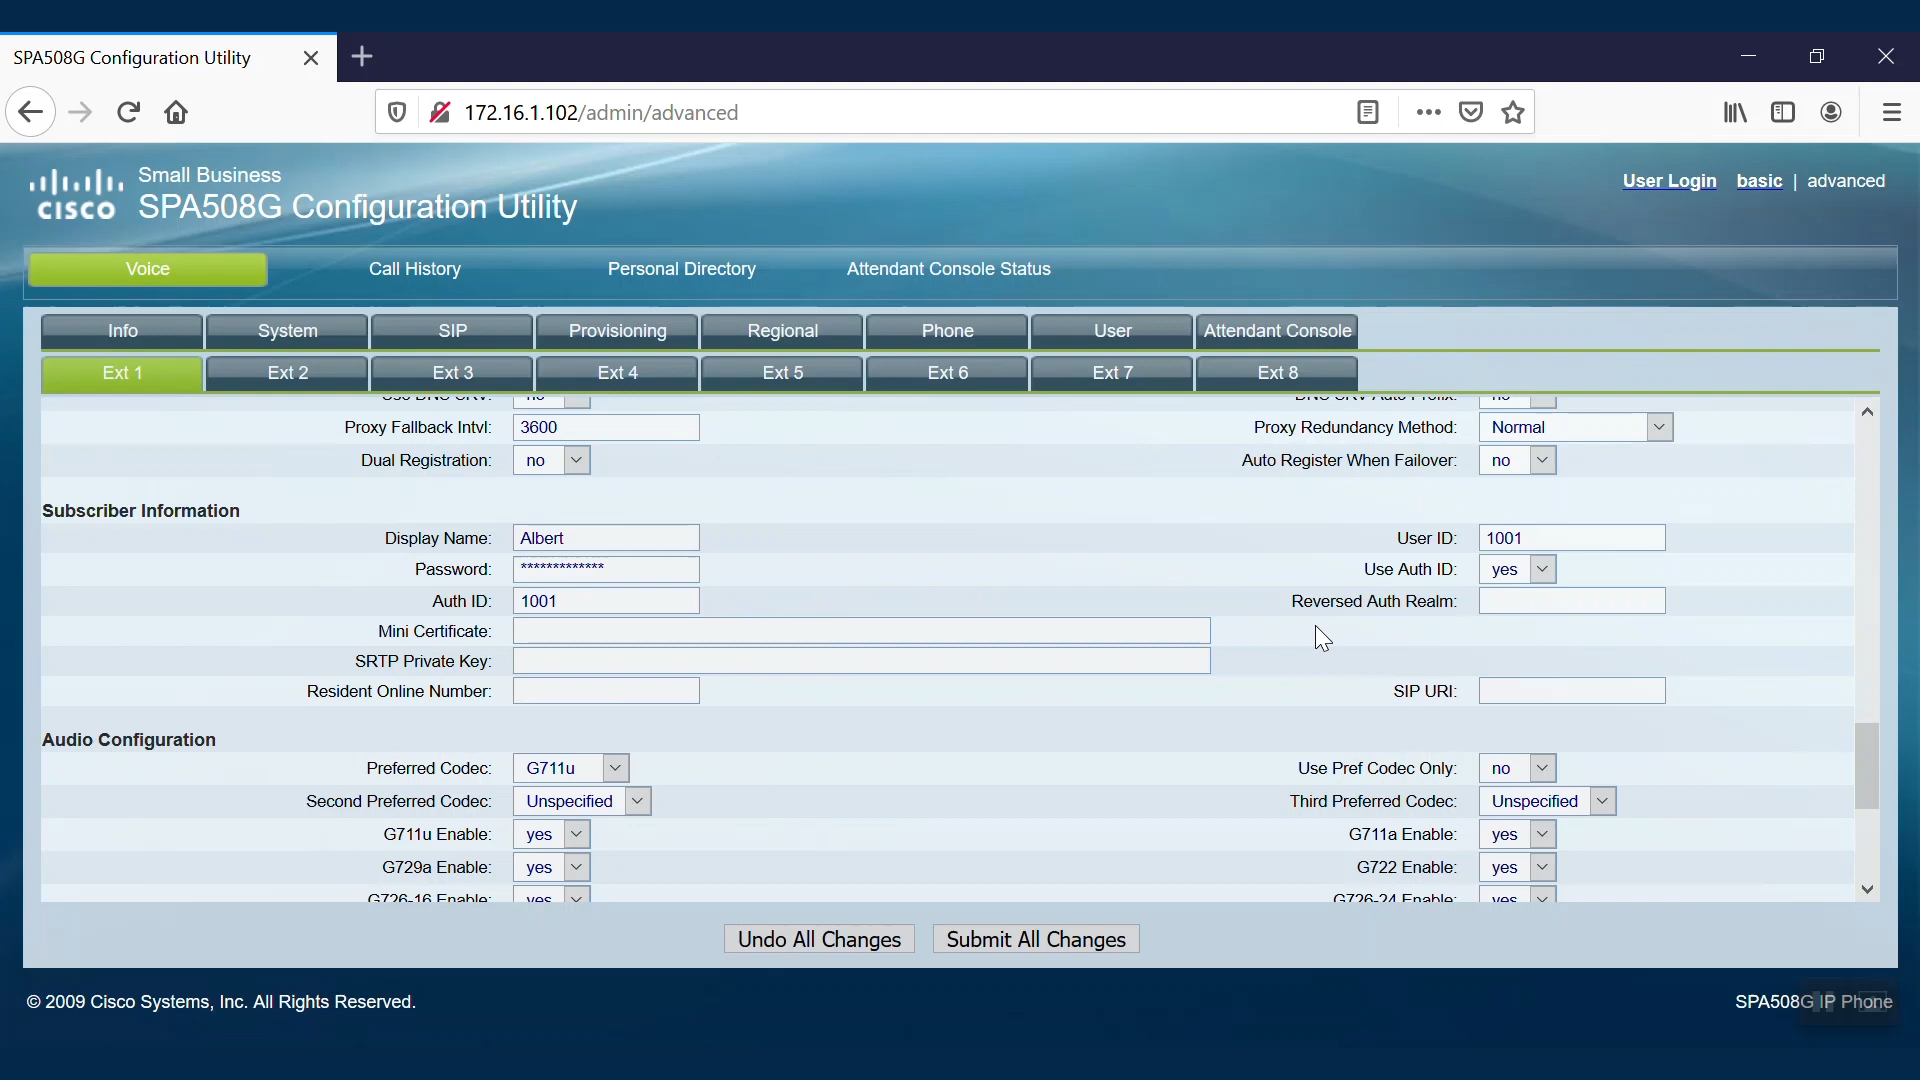 SPA508G Configuration Utility
172.16.1.102/admin/advanced
Small Business
CISCO SPA508G Configuration Utility
User Login basic | advanced
Voice Call History Personal Directory Attendant Console Status
Info System SIP Provisioning Regional Phone User Attendant Console
Ext 1 Ext 2 Ext 3 Ext 4 Ext 5 Ext 6 Ext 7 Ext 8
Use DNS SRV: no DNS SRV Auto Prefix: no
Proxy Fallback Intvl: 3600 Proxy Redundancy Method: Normal
Dual Registration: no Auto Register When Failover: no
Subscriber Information
Display Name: Albert User ID: 1001
Password: ************* Use Auth ID: yes
Auth ID: 1001 Reversed Auth Realm:
Mini Certificate:
SRTP Private Key:
Resident Online Number: SIP URI:
Audio Configuration
Preferred Codec: G711u Use Pref Codec Only: no
Second Preferred Codec: Unspecified Third Preferred Codec: Unspecified
G711u Enable: yes G711a Enable: yes
G729a Enable: yes G722 Enable: yes
G726-16 Enable: yes G726-24 Enable: yes
Undo All Changes Submit All Changes
© 2009 Cisco Systems, Inc. All Rights Reserved. SPA508G IP Phone